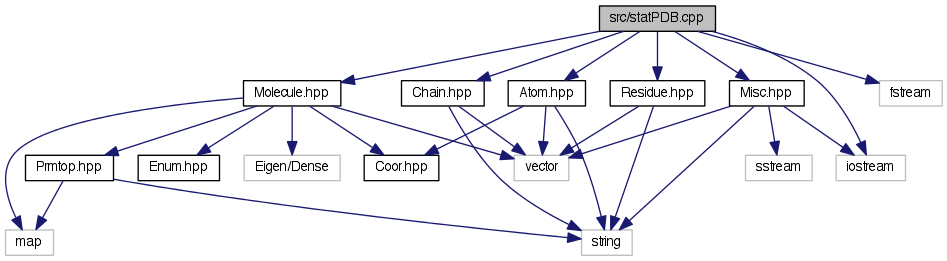 src/statPDB.cpp
Molecule.hpp
Chain.hpp
Atom.hpp
Residue.hpp
Misc.hpp
fstream
Prmtop.hpp
Enum.hpp
Eigen/Dense
Coor.hpp
vector
sstream
iostream
map
string